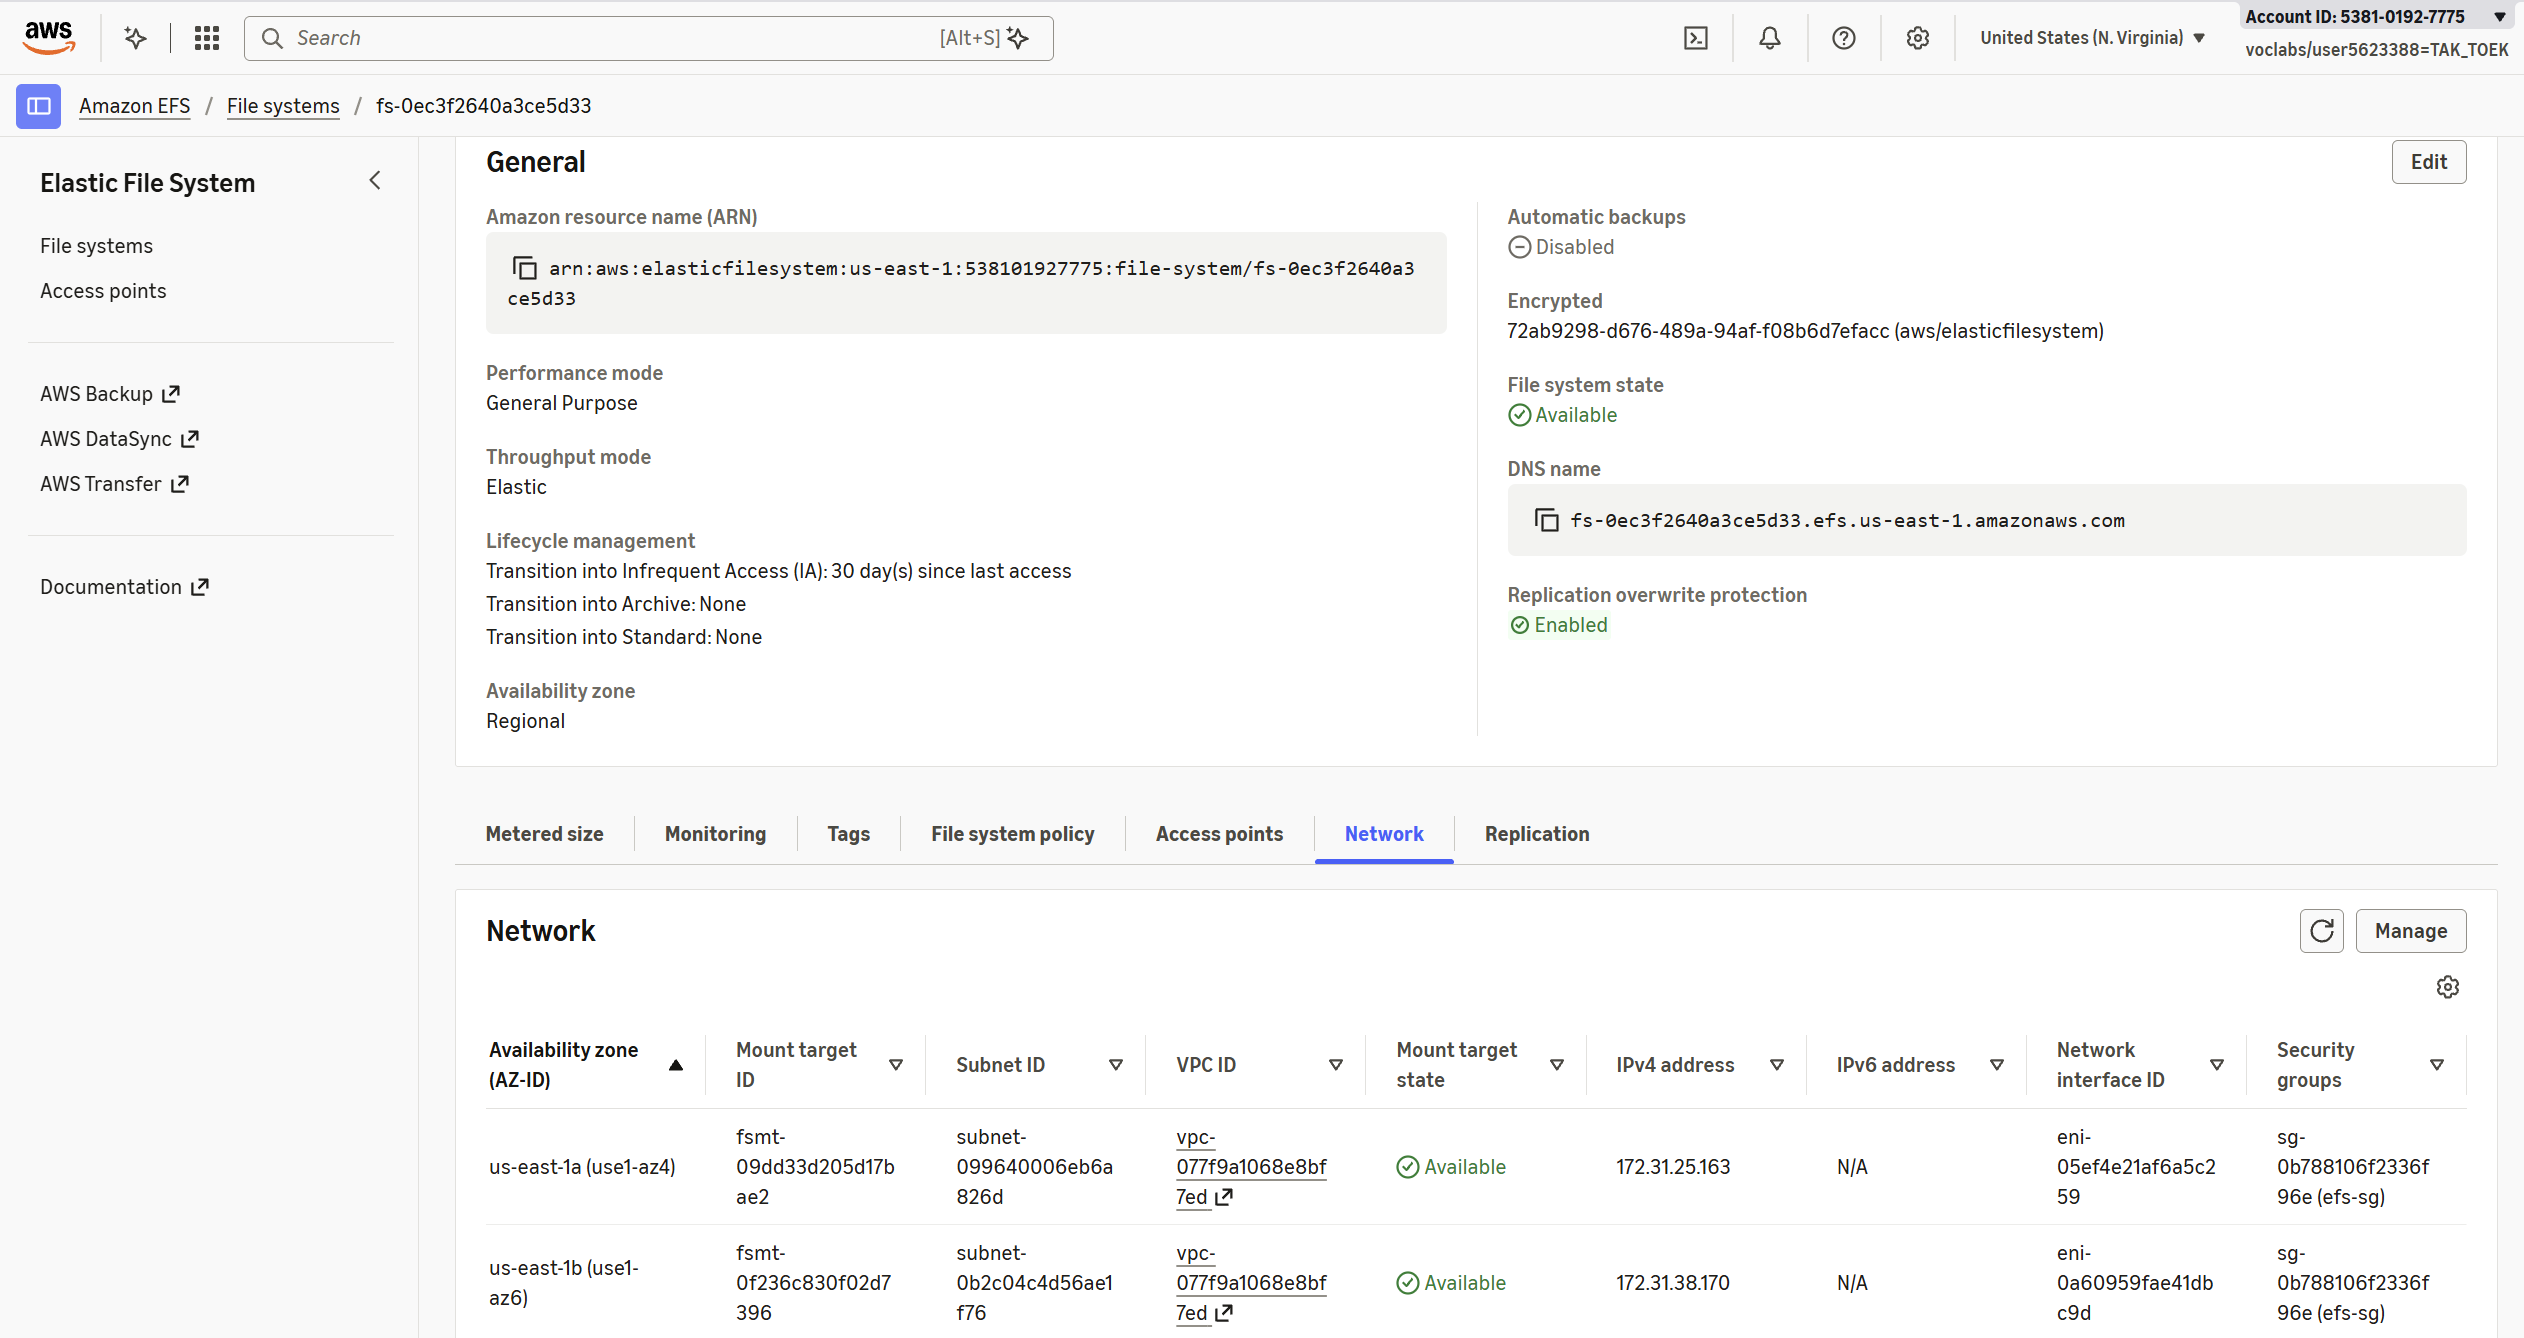 aws
Search
[Alt+S]
United States (N. Virginia)
Account ID: 5381-0192-7775
voclabs/user5623388=TAK_TOEK
Amazon EFS / File systems / fs-0ec3f2640a3ce5d33
Elastic File System
File systems
Access points
AWS Backup
AWS DataSync
AWS Transfer
Documentation
General
Edit
Amazon resource name (ARN)
arn:aws:elasticfilesystem:us-east-1:538101927775:file-system/fs-0ec3f2640a3
ce5d33
Performance mode
General Purpose
Throughput mode
Elastic
Lifecycle management
Transition into Infrequent Access (IA): 30 day(s) since last access
Transition into Archive: None
Transition into Standard: None
Availability zone
Regional
Automatic backups
Disabled
Encrypted
72ab9298-d676-489a-94af-f08b6d7efacc (aws/elasticfilesystem)
File system state
Available
DNS name
fs-0ec3f2640a3ce5d33.efs.us-east-1.amazonaws.com
Replication overwrite protection
Enabled
Metered size
Monitoring
Tags
File system policy
Access points
Network
Replication
Network
Manage
Availability zone
(AZ-ID)
Mount target
ID
Subnet ID
VPC ID
Mount target
state
IPv4 address
IPv6 address
Network
interface ID
Security
groups
us-east-1a (use1-az4)
fsmt-
09dd33d205d17b
ae2
subnet-
099640006eb6a
826d
vpc-
077f9a1068e8bf
7ed
Available
172.31.25.163
N/A
eni-
05ef4e21af6a5c2
59
sg-
0b788106f2336f
96e (efs-sg)
us-east-1b (use1-
az6)
fsmt-
0f236c830f02d7
396
subnet-
0b2c04c4d56ae1
f76
vpc-
077f9a1068e8bf
7ed
Available
172.31.38.170
N/A
eni-
0a60959fae41db
c9d
sg-
0b788106f2336f
96e (efs-sg)